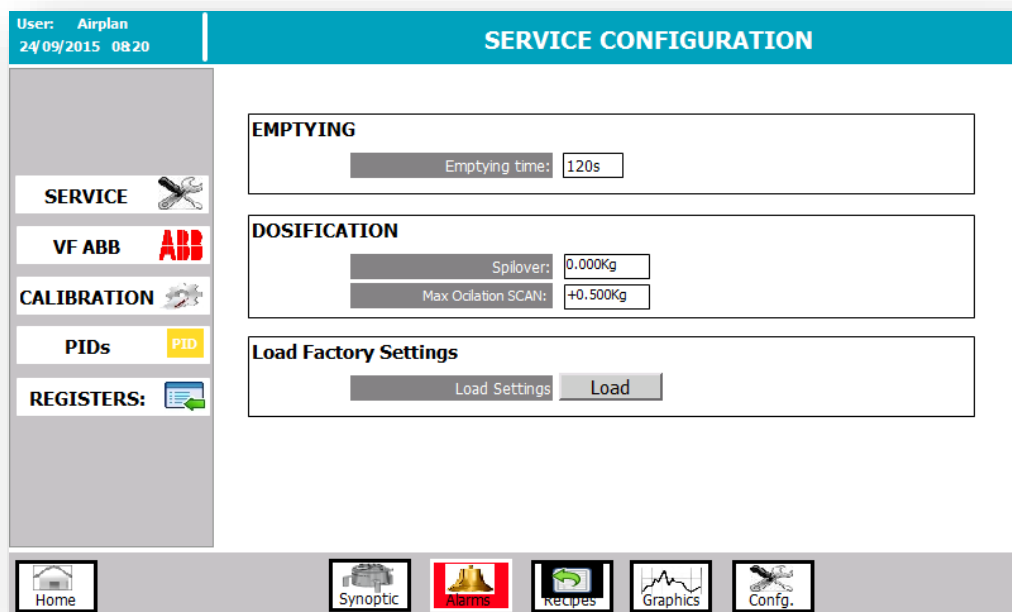 User: Airplan
24/09/2015 08:20
SERVICE CONFIGURATION
SERVICE
VF ABB
ABB
CALIBRATION
PIDs
PID
REGISTERS:
EMPTYING
Emptying time: 120s
DOSIFICATION
Spilover: 0.000Kg
Max Ocilation SCAN: +0.500Kg
Load Factory Settings
Load Settings Load
Home
Synoptic
Alarms
Recipes
Graphics
Confg.